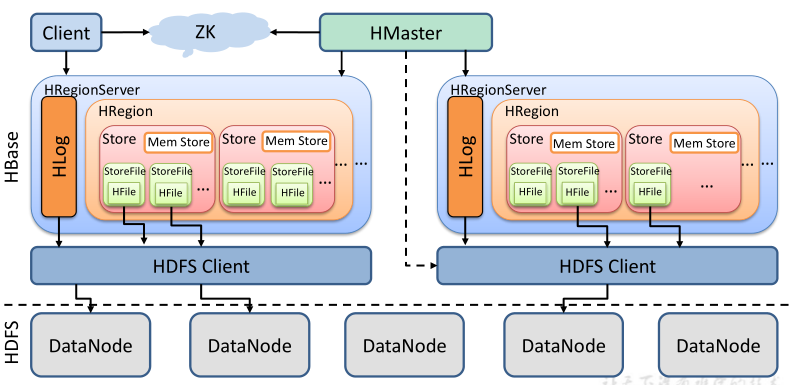 Client
ZK
HMaster
HBase
HRegionServer
HLog
HRegion
Store
Mem Store
StoreFile
HFile
StoreFile
HFile
...
Store
Mem Store
StoreFile
HFile
StoreFile
HFile
...
... ...
HRegionServer
HLog
HRegion
Store
Mem Store
StoreFile
HFile
StoreFile
HFile
...
Store
Mem Store
StoreFile
HFile
...
... ...
HDFS Client
HDFS Client
HDFS
DataNode
DataNode
DataNode
DataNode
DataNode